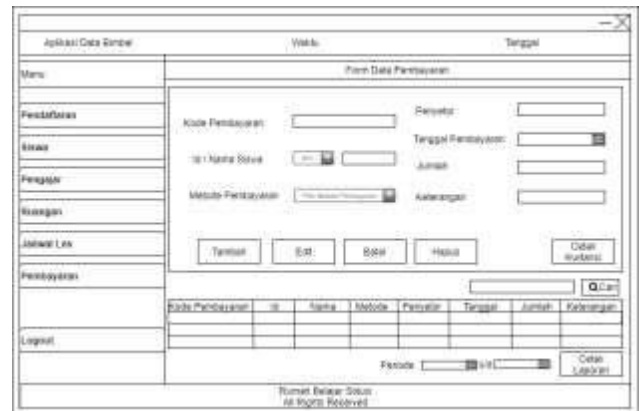 Aplikasi Data Bimbel Waktu Tanggal
Menu
Form Data Pembayaran
Pendaftaran
Siswa
Pengajar
Ruangan
Jadwal Les
Pembayaran
Logout
Kode Pembayaran
Id / Nama Siswa
Metode Pembayaran
Penyetor
Tanggal Pembayaran
Jumlah
Keterangan
Tambah Edit Batal Hapus
Cetak
Kwitansi
Cari
Kode Pembayaran Id Nama Metode Penyetor Tanggal Jumlah Keterangan
Periode s/d
Cetak
Laporan
Rumah Belajar
All Rights Reserved